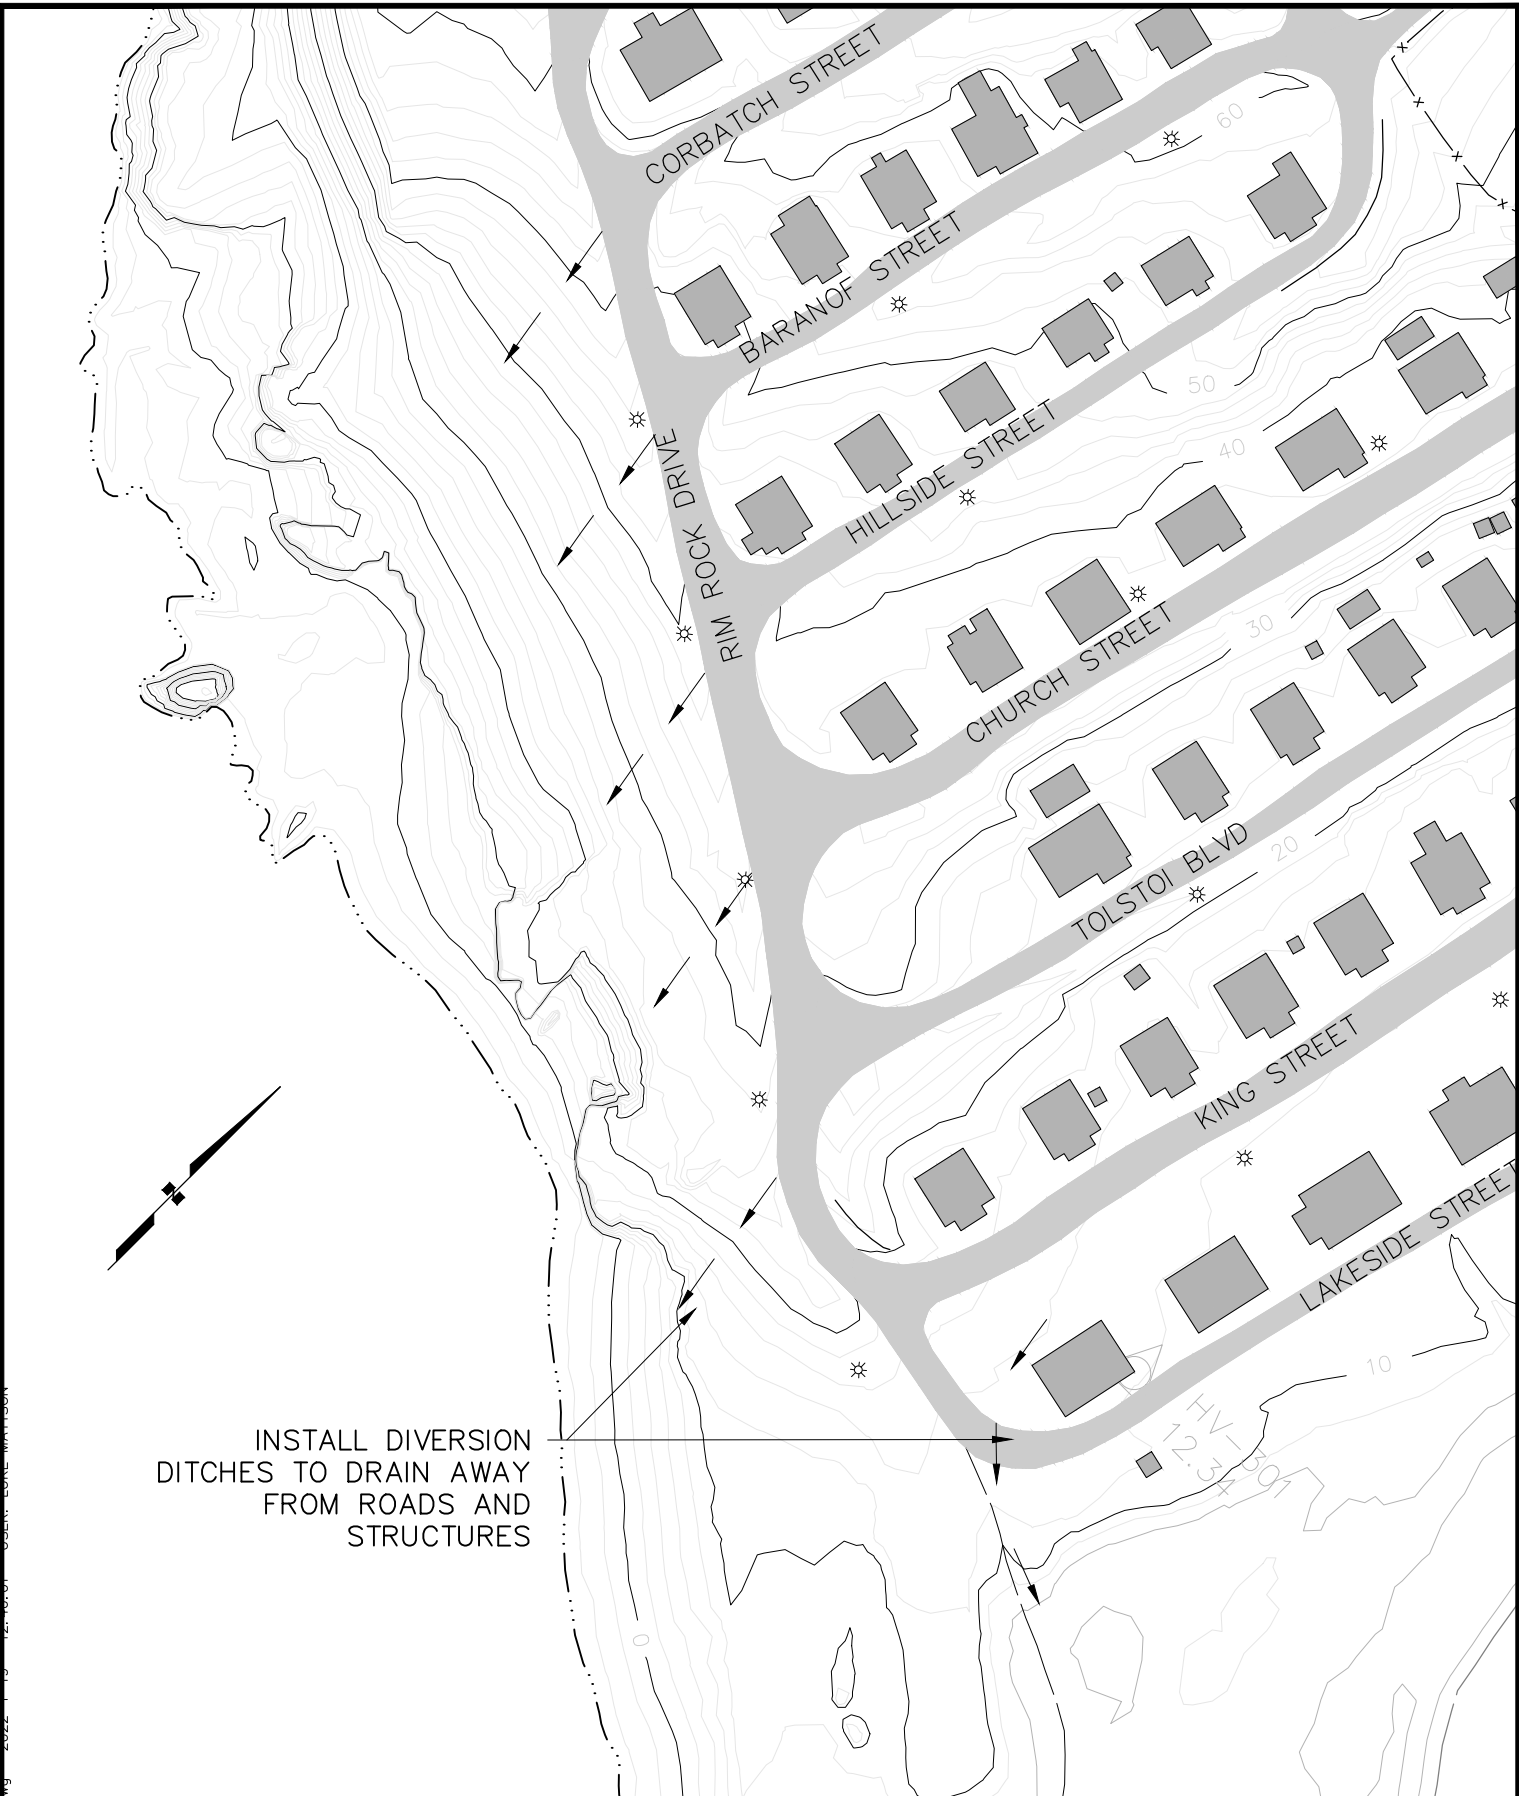 CORBATCH STREET
60
BARANOF STREET
50
RIM ROCK DRIVE
HILLSIDE STREET
40
CHURCH STREET
30
TOLSTOI BLVD
20
KING STREET
LAKESIDE STREET
10
HV-301
12.34
INSTALL DIVERSION
DITCHES TO DRAIN AWAY
FROM ROADS AND
STRUCTURES
0